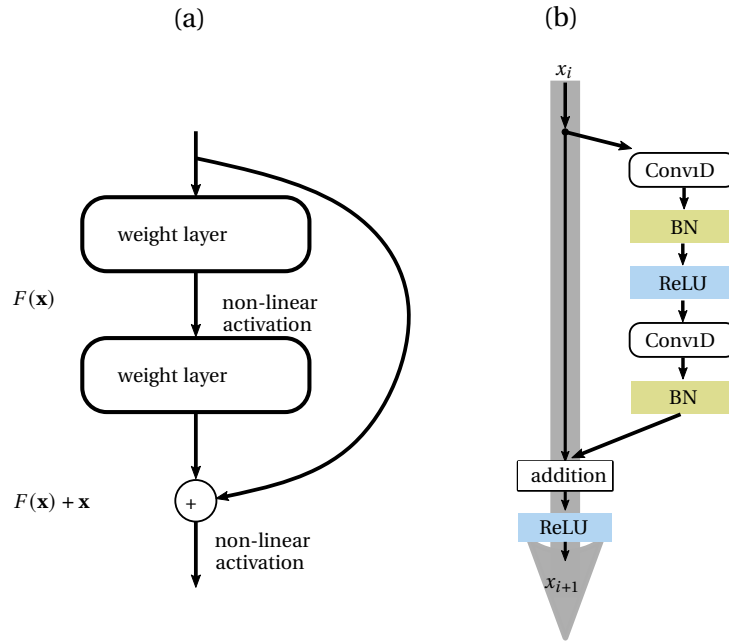 (a)
weight layer
F(x)
non-linear
activation
weight layer
F(x) + x
+
non-linear
activation
(b)
x_i
Conv1D
BN
ReLU
Conv1D
BN
addition
ReLU
x_{i+1}